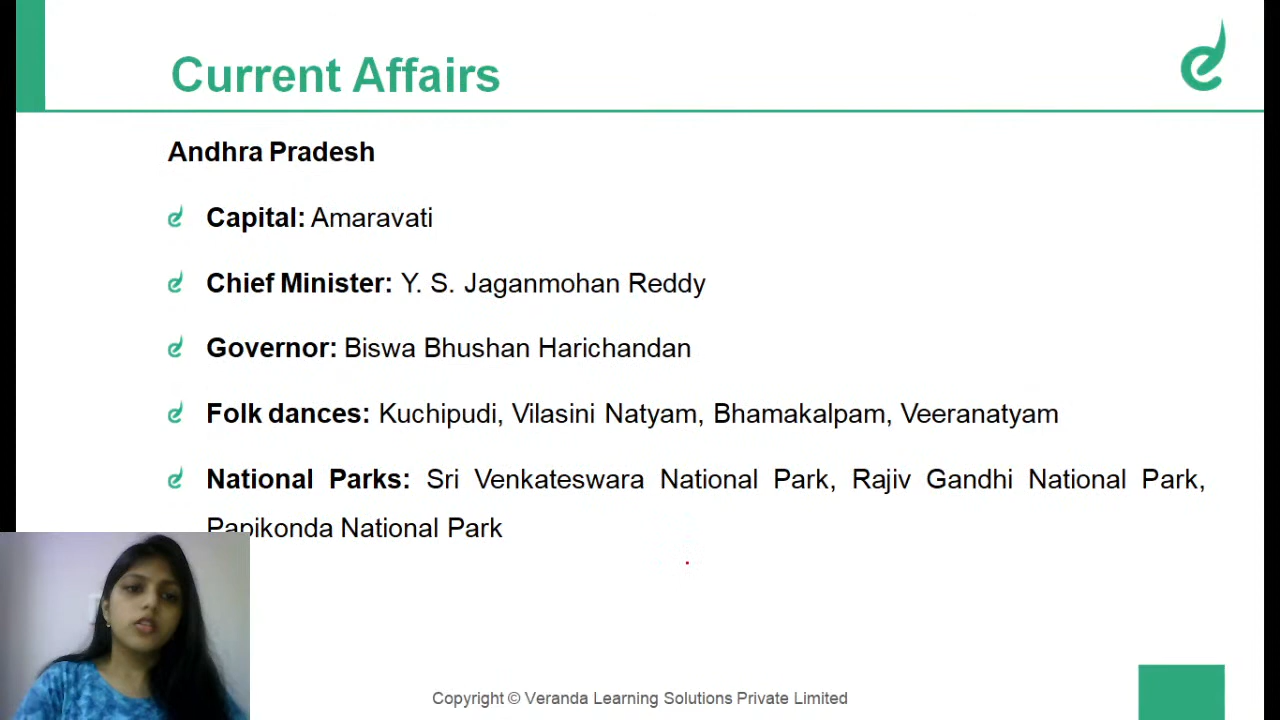 Current Affairs
Andhra Pradesh
Capital: Amaravati
Chief Minister: Y. S. Jaganmohan Reddy
Governor: Biswa Bhushan Harichandan
Folk dances: Kuchipudi, Vilasini Natyam, Bhamakalpam, Veeranatyam
National Parks: Sri Venkateswara National Park, Rajiv Gandhi National Park,
Papikonda National Park
Copyright © Veranda Learning Solutions Private Limited